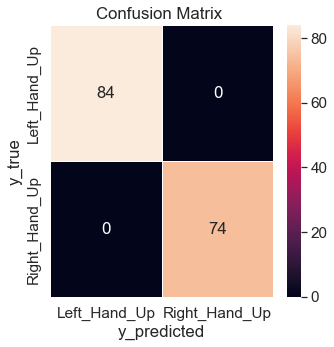 Confusion Matrix
y_true
Left_Hand_Up
84
0
Right_Hand_Up
0
74
Left_Hand_Up Right_Hand_Up
y_predicted
80
60
40
20
0